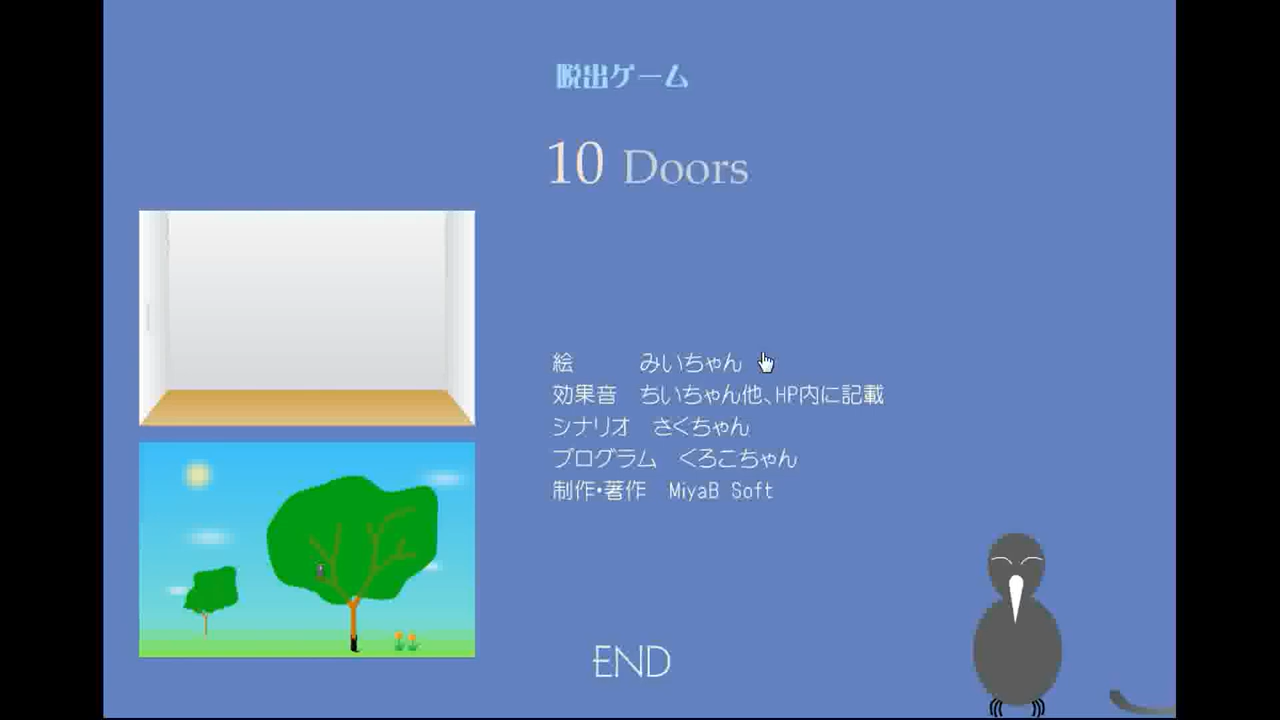 脱出ゲーム
10 Doors
絵 みいちゃん
効果音 ちいちゃん他、HP内に記載
シナリオ さくちゃん
プログラム くろこちゃん
制作・著作 MiyaB Soft
END